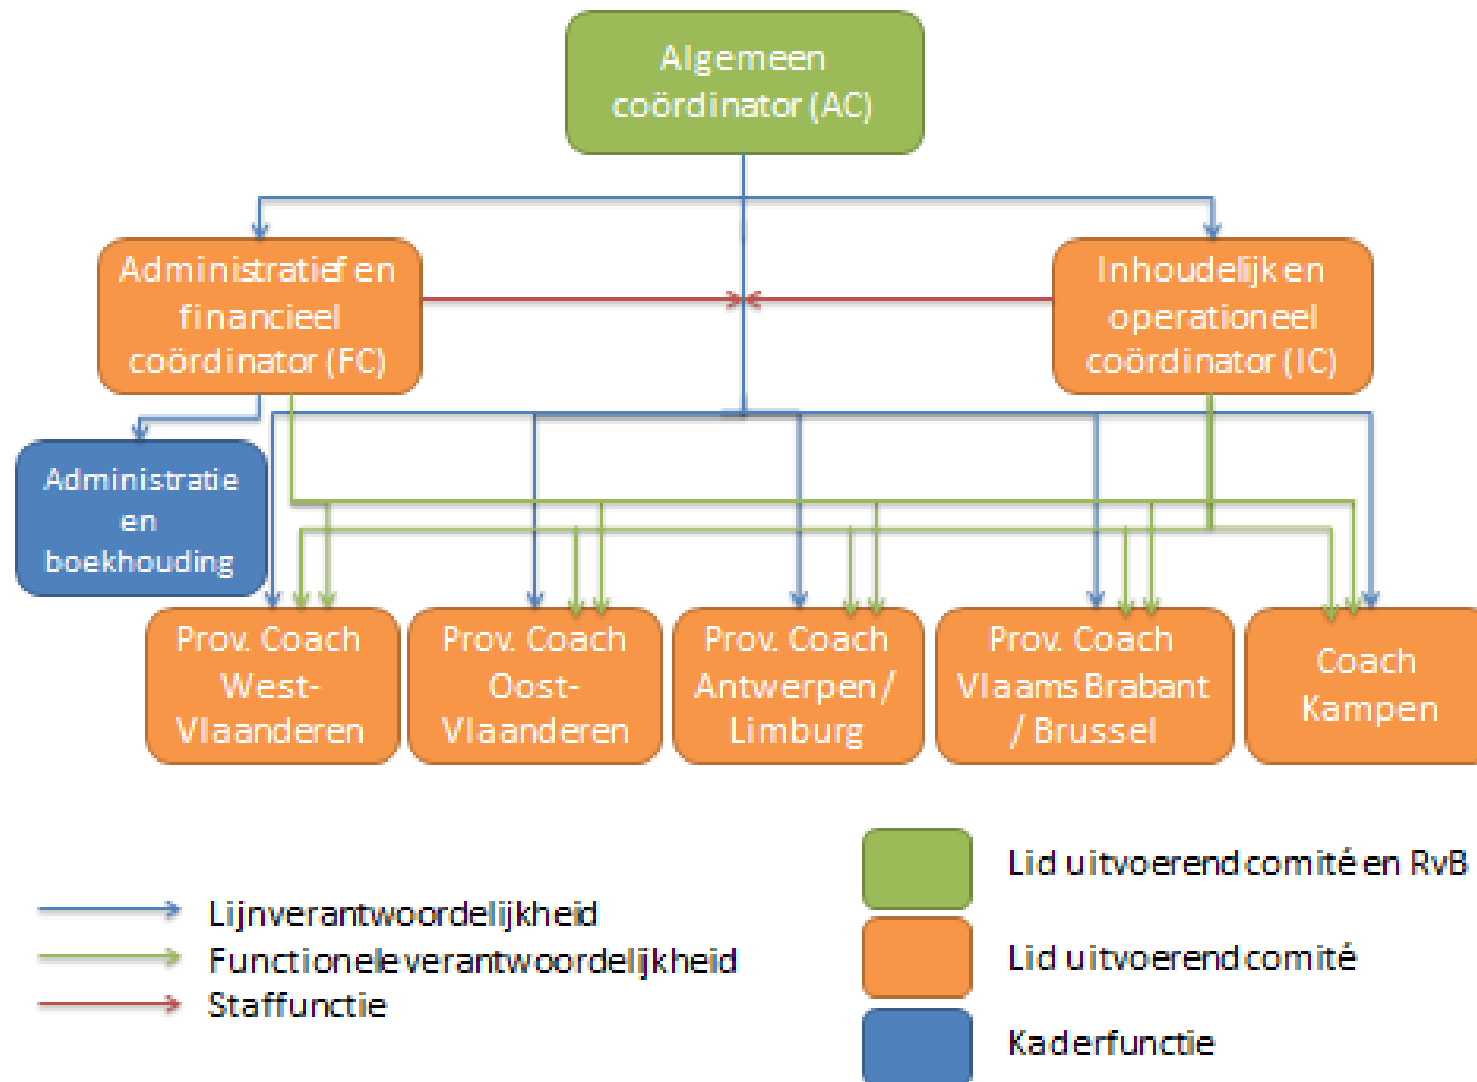 Algemeen
coördinator (AC)
Administratief en
financieel
coördinator (FC)
Inhoudelijk en
operationeel
coördinator (IC)
Administratie
en
boekhouding
Prov. Coach
West-
Vlaanderen
Prov. Coach
Oost-
Vlaanderen
Prov. Coach
Antwerpen /
Limburg
Prov. Coach
Vlaams Brabant
/ Brussel
Coach
Kampen
Lijnverantwoordelijkheid
Functionele verantwoordelijkheid
Staffunctie
Lid uitvoerend comité en RvB
Lid uitvoerend comité
Kaderfunctie